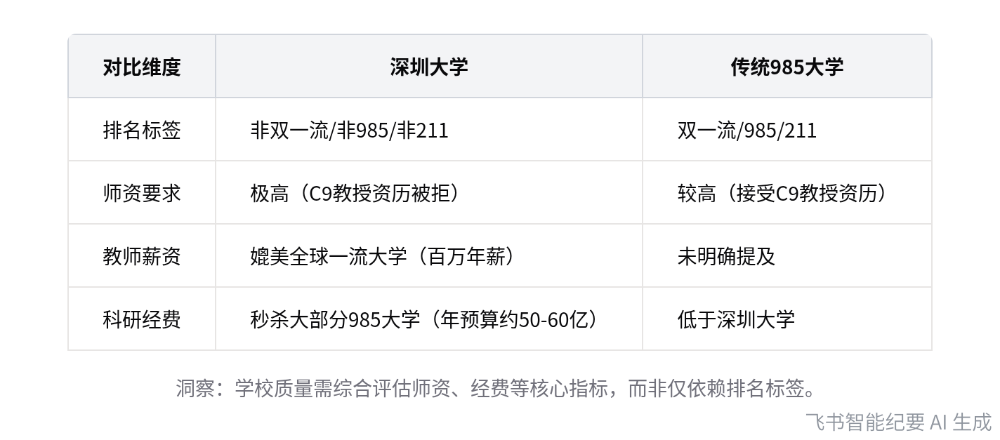 对比维度 深圳大学 传统985大学
排名标签 非双一流/非985/非211 双一流/985/211
师资要求 极高（C9教授资历被拒） 较高（接受C9教授资历）
教师薪资 媲美全球一流大学（百万年薪） 未明确提及
科研经费 秒杀大部分985大学（年预算约50-60亿） 低于深圳大学
洞察：学校质量需综合评估师资、经费等核心指标，而非仅依赖排名标签。
飞书智能纪要 AI 生成